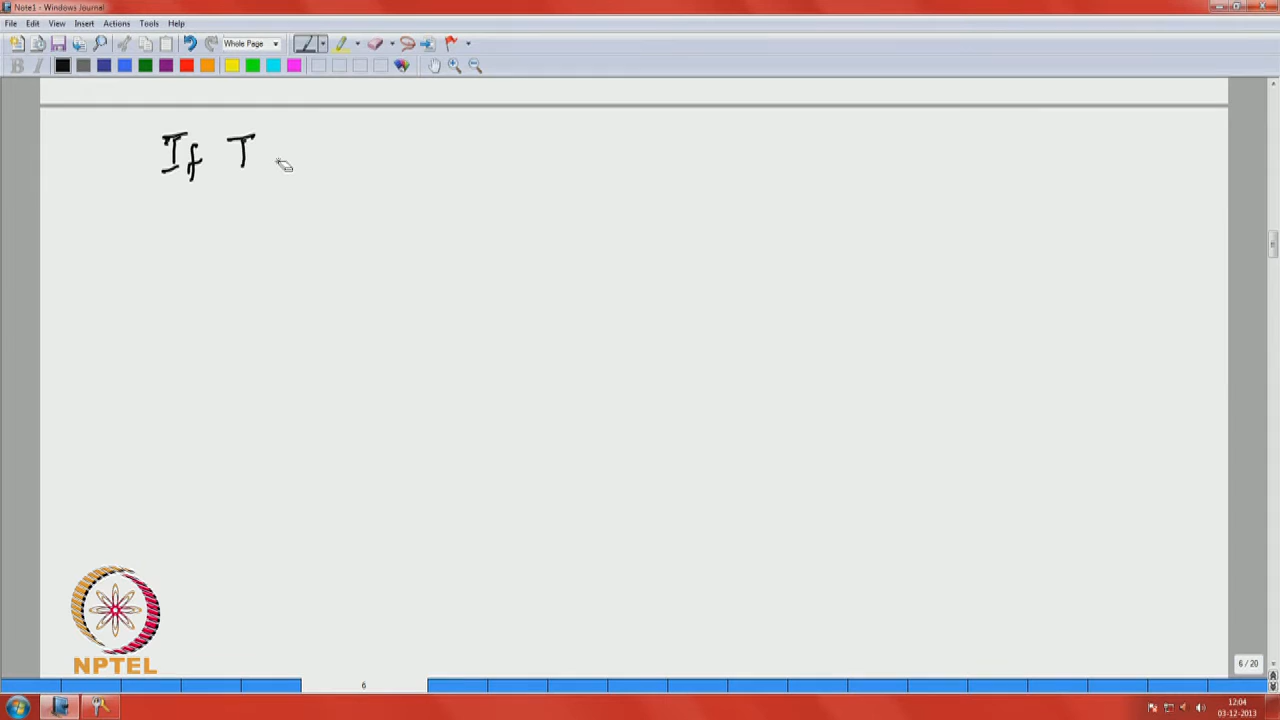 Note1 - Windows Journal
File Edit View Insert Actions Tools Help
Whole Page
B I
If T
NPTEL
6 / 20
6
12:04
03-12-2013